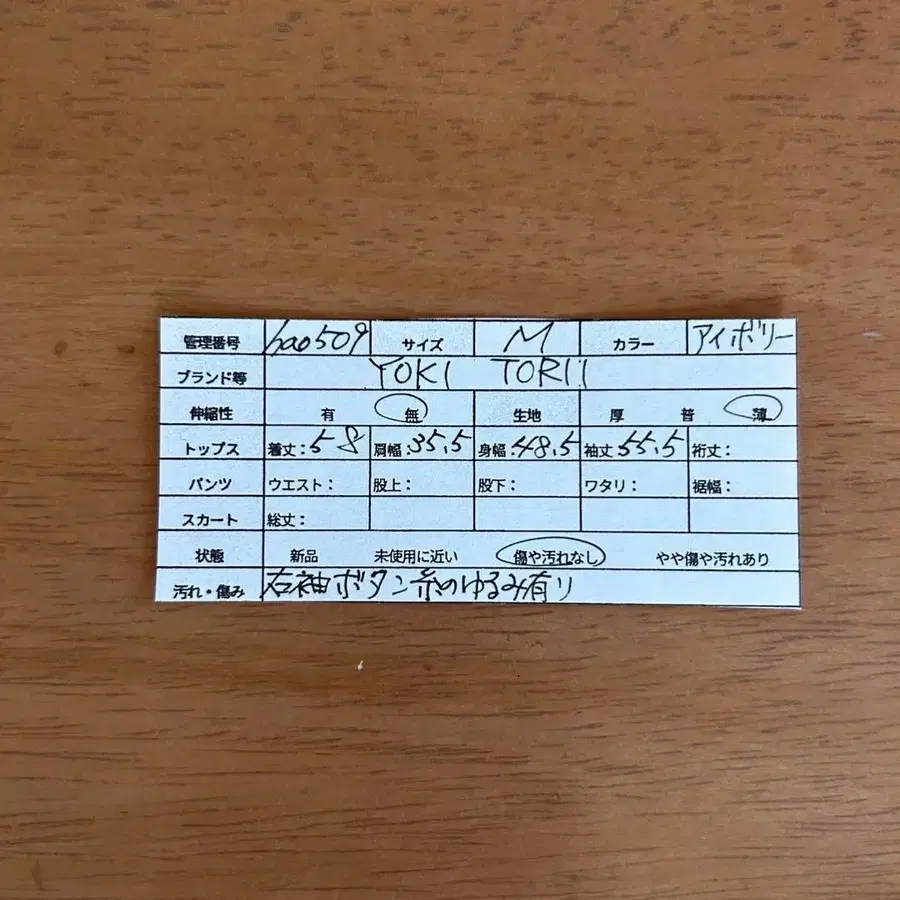 管理番号 hao509 サイズ M カラー アイボリー
ブランド等 YOKI TORII
伸縮性 有 無 生地 厚 普 薄
トップス 着丈:58 肩幅:35.5 身幅:48.5 袖丈55.5 裄丈:
パンツ ウエスト: 股上: 股下: ワタリ: 裾幅:
スカート 総丈:
状態 新品 未使用に近い 傷や汚れなし やや傷や汚れあり
汚れ・傷み 右袖ボタン糸のゆるみ有り